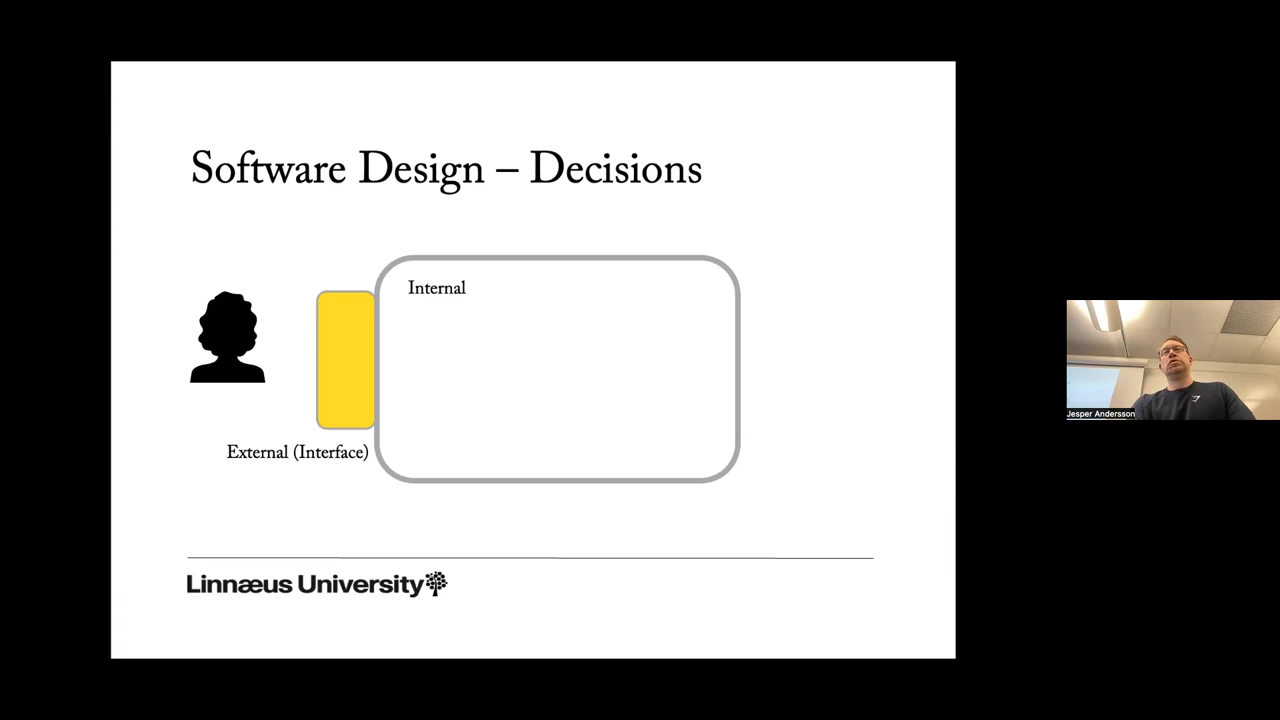 Software Design – Decisions
Internal
External (Interface)
Linnæus University
Jesper Andersson